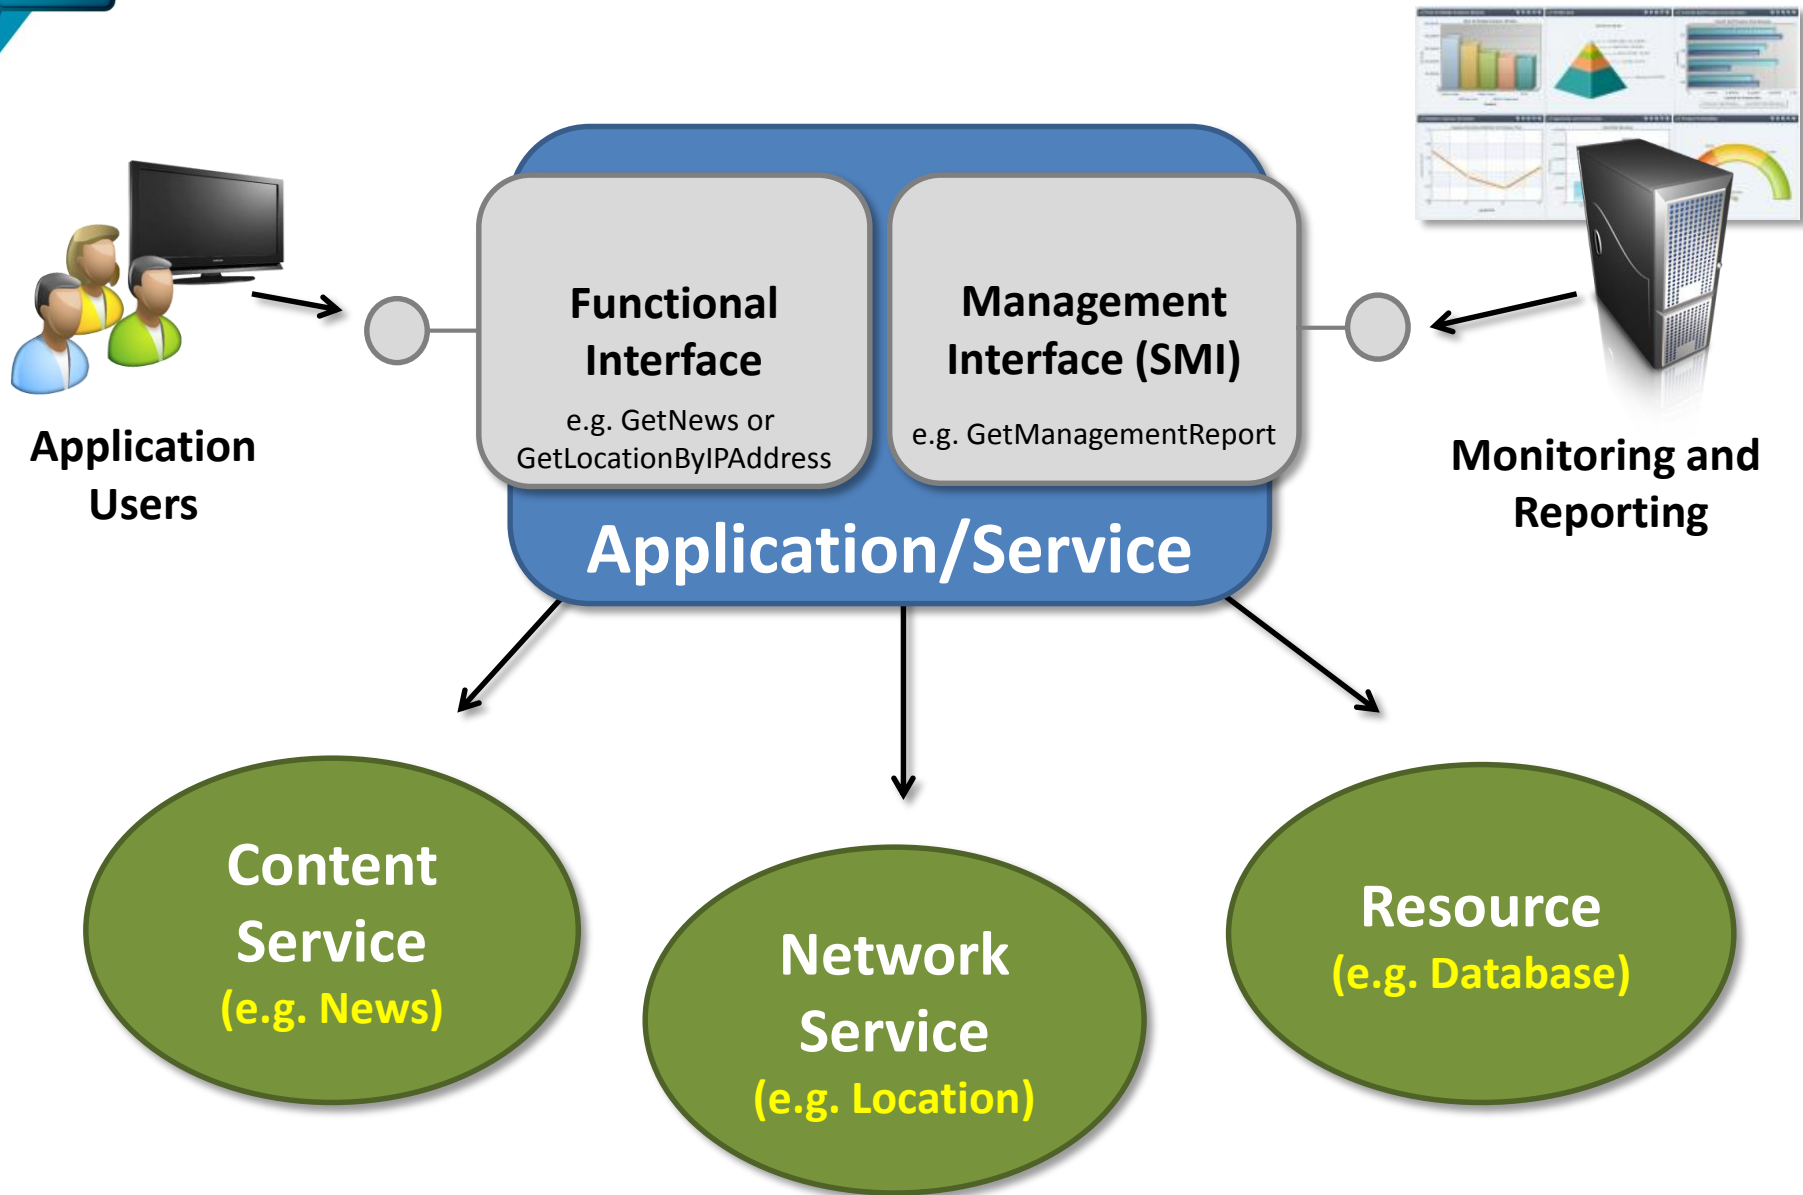 Functional
Interface
e.g. GetNews or
GetLocationByIPAddress
Management
Interface (SMI)
e.g. GetManagementReport
Application
Users
Monitoring and
Reporting
Application/Service
Content
Service
(e.g. News)
Network
Service
(e.g. Location)
Resource
(e.g. Database)